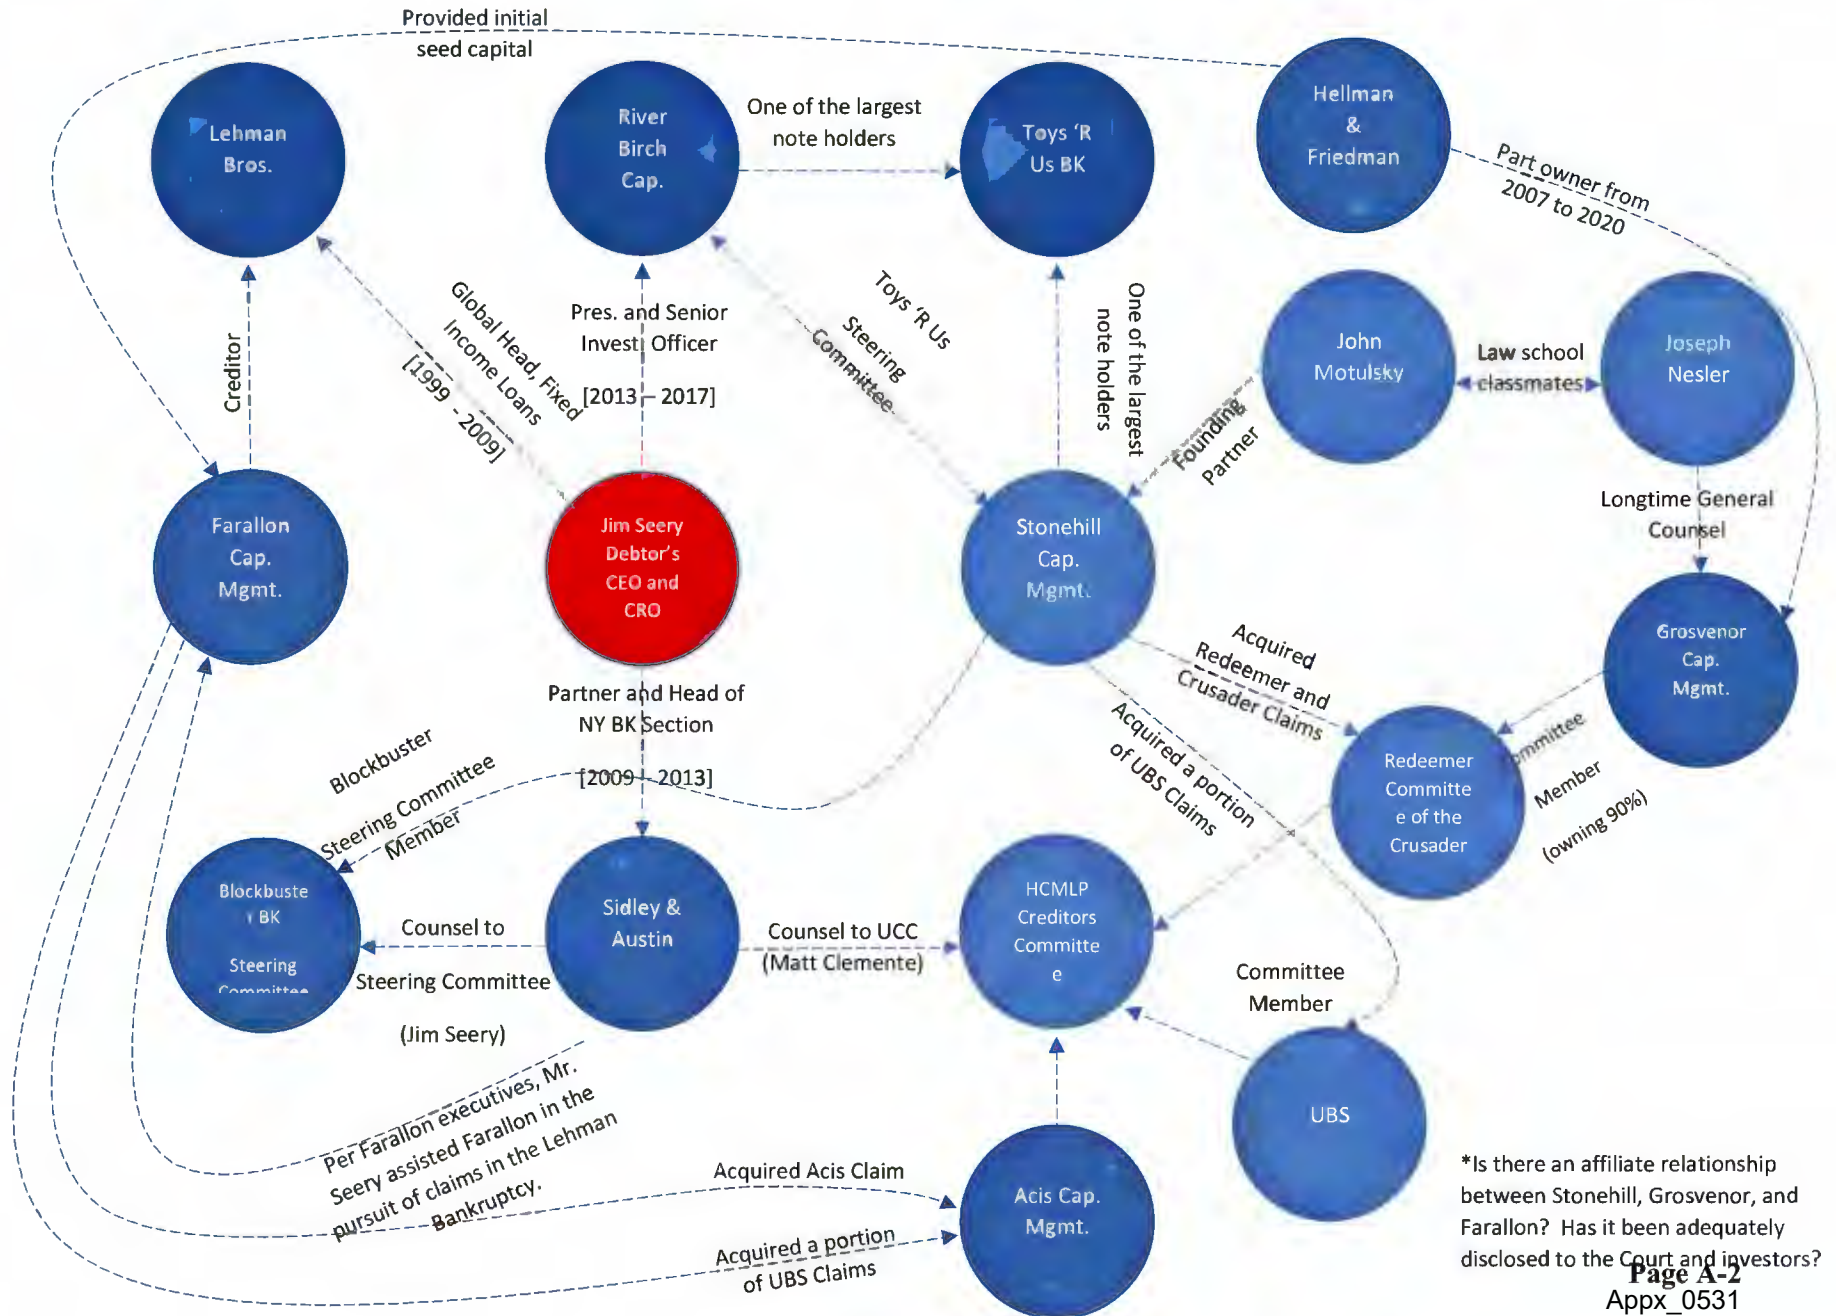 Provided initial
seed capital
Lehman
Bros.
River
Birch
Cap.
One of the largest
note holders
Toys ‘R
Us BK
Hellman
&
Friedman
Part owner from
2007 to 2020
Creditor
Global Head, Fixed
Income Loans
[1999 - 2009]
Pres. and Senior
Invest. Officer
[2013 – 2017]
Toys ‘R Us
Steering
Committee
One of the largest
note holders
John
Motulsky
Law school
classmates
Joseph
Nesler
Founding
Partner
Longtime General
Counsel
Farallon
Cap.
Mgmt.
Jim Seery
Debtor’s
CEO and
CRO
Stonehill
Cap.
Mgmt.
Grosvenor
Cap.
Mgmt.
Acquired
Redeemer and
Crusader Claims
Acquired a portion
of UBS Claims
Partner and Head of
NY BK Section
[2009 – 2013]
Blockbuster
Steering Committee
Member
Redeemer
Committe
e of the
Crusader
Member
(owning 90%)
Blockbuste
r BK
Steering
Committee
Counsel to
Steering Committee
(Jim Seery)
Sidley &
Austin
Counsel to UCC
(Matt Clemente)
HCMLP
Creditors
Committe
e
Committee
Member
UBS
Per Farallon executives, Mr.
Seery assisted Farallon in the
pursuit of claims in the Lehman
Bankruptcy.
Acquired Acis Claim
Acquired a portion
of UBS Claims
Acis Cap.
Mgmt.
*Is there an affiliate relationship
between Stonehill, Grosvenor, and
Farallon? Has it been adequately
disclosed to the Court and investors?
Page A-2
Appx_0531